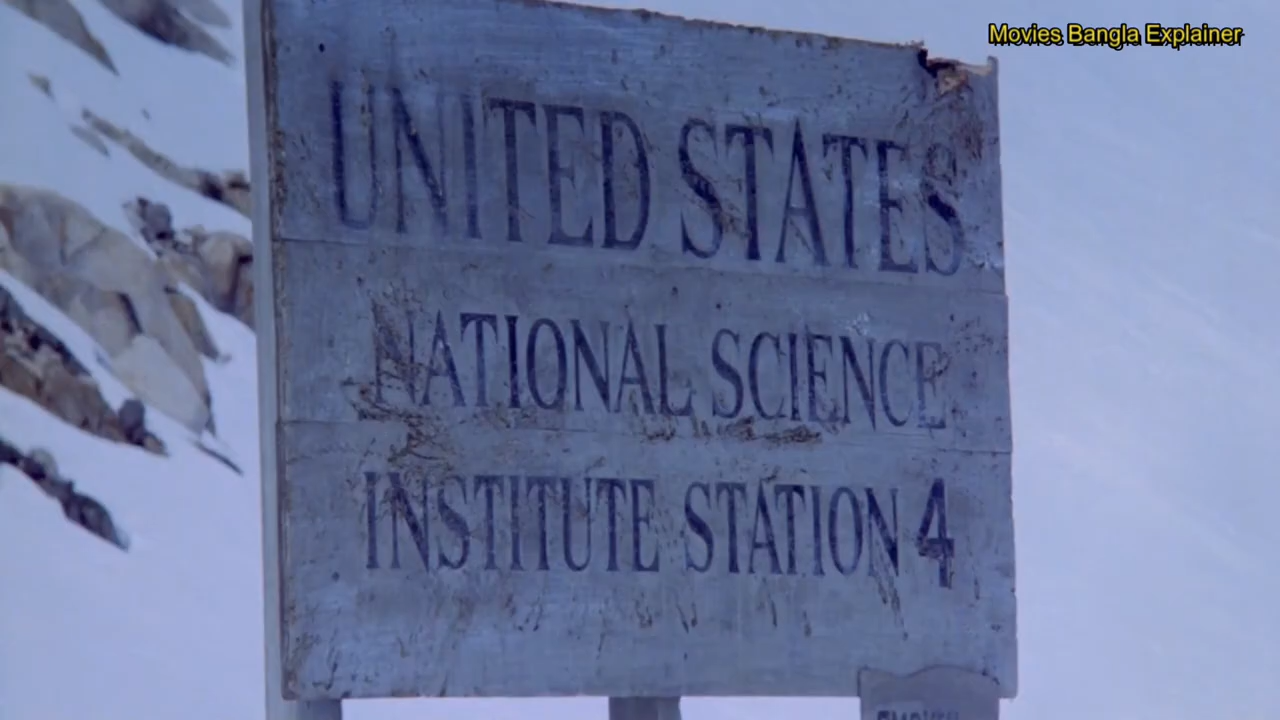 Movies Bangla Explainer
UNITED STATES
NATIONAL SCIENCE
INSTITUTE STATION 4